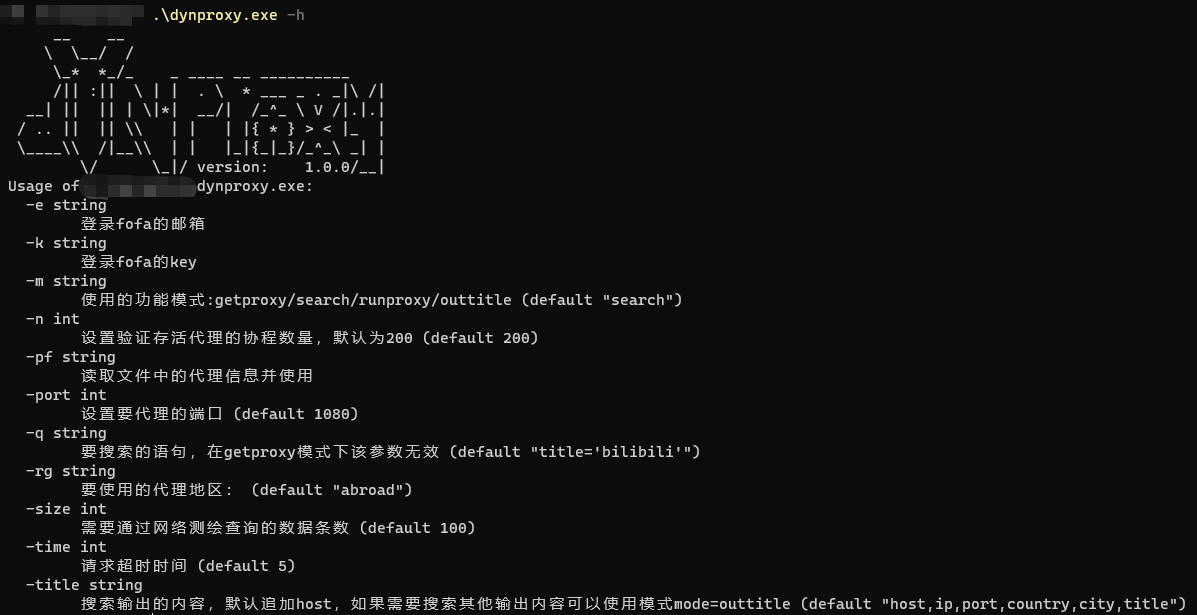 .\dynproxy.exe -h
version: 1.0.0
Usage of dynproxy.exe:
-e string
登录fofa的邮箱
-k string
登录fofa的key
-m string
使用的功能模式:getproxy/search/runproxy/outtitle (default "search")
-n int
设置验证存活代理的协程数量，默认为200 (default 200)
-pf string
读取文件中的代理信息并使用
-port int
设置要代理的端口 (default 1080)
-q string
要搜索的语句，在getproxy模式下该参数无效 (default "title='bilibili'")
-rg string
要使用的代理地区： (default "abroad")
-size int
需要通过网络测绘查询的数据条数 (default 100)
-time int
请求超时时间 (default 5)
-title string
搜索输出的内容，默认追加host，如果需要搜索其他输出内容可以使用模式mode=outtitle (default "host,ip,port,country,city,title")